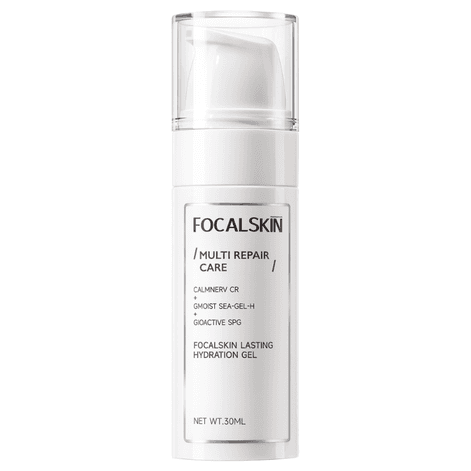 FOCALSKIN
/MULTI REPAIR
CARE /
CALMNERV CR
+
GMOIST SEA-GEL-H
+
GIOACTIVE SPG
FOCALSKIN LASTING
HYDRATION GEL
NET WT.30ML